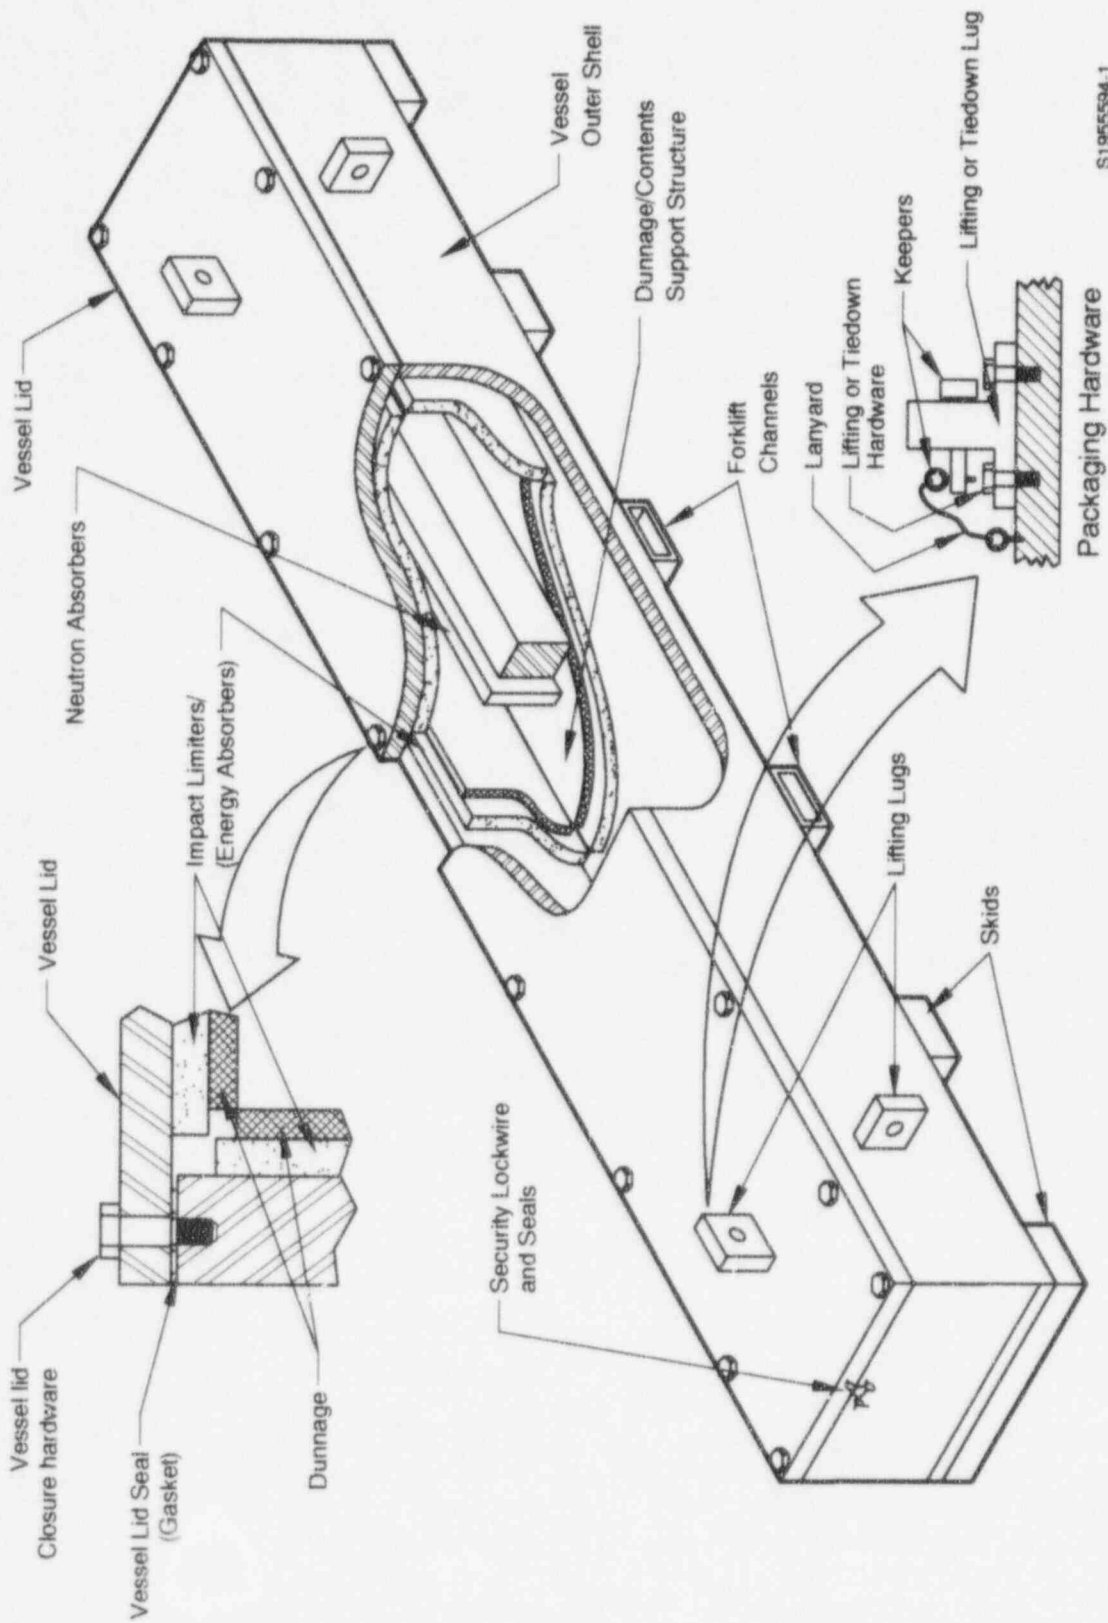 Vessel lid
Closure hardware
Vessel Lid
Vessel Lid Seal
(Gasket)
Impact Limiters/
(Energy Absorbers)
Neutron Absorbers
Vessel Lid
Dunnage
Vessel
Outer Shell
Security Lockwire
and Seals
Dunnage/Contents
Support Structure
Forklift
Channels
Lanyard
Lifting or Tiedown
Hardware
Keepers
Lifting or Tiedown Lug
Lifting Lugs
Skids
Packaging Hardware
S1955594-1